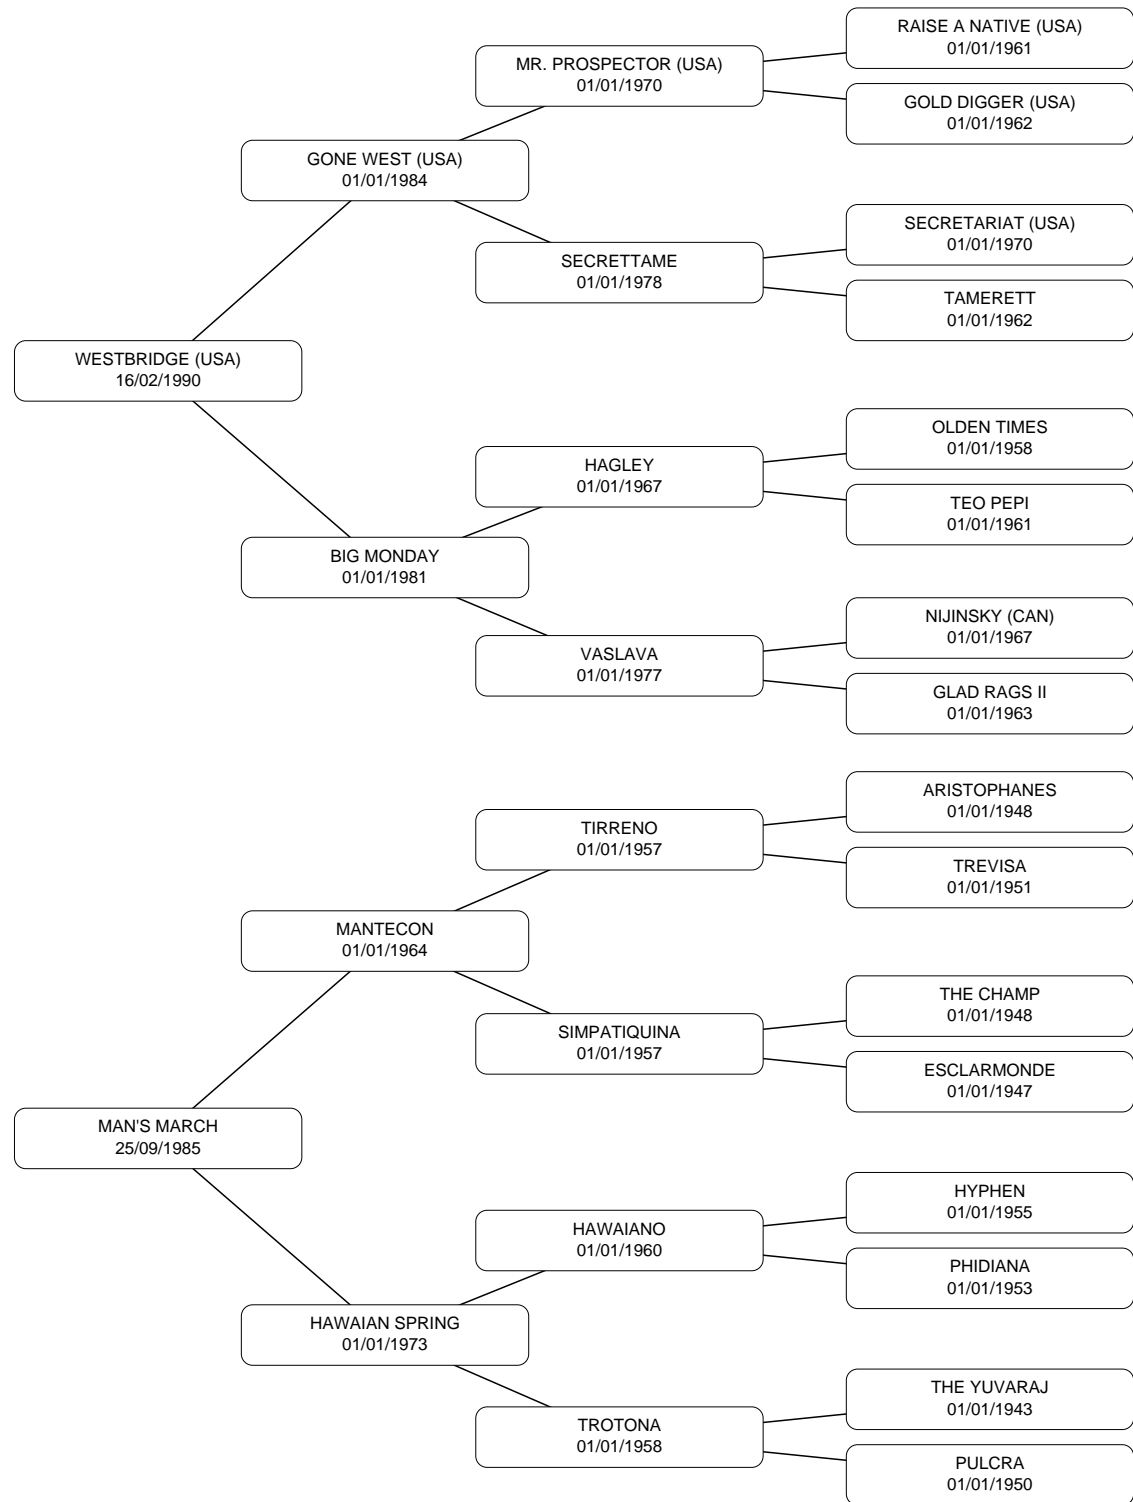 RAISE A NATIVE (USA)
01/01/1961
MR. PROSPECTOR (USA)
01/01/1970
GOLD DIGGER (USA)
01/01/1962
GONE WEST (USA)
01/01/1984
SECRETARIAT (USA)
01/01/1970
SECRETTAME
01/01/1978
TAMERETT
01/01/1962
WESTBRIDGE (USA)
16/02/1990
OLDEN TIMES
01/01/1958
HAGLEY
01/01/1967
TEO PEPI
01/01/1961
BIG MONDAY
01/01/1981
NIJINSKY (CAN)
01/01/1967
VASLAVA
01/01/1977
GLAD RAGS II
01/01/1963
ARISTOPHANES
01/01/1948
TIRRENO
01/01/1957
TREVISA
01/01/1951
MANTECON
01/01/1964
THE CHAMP
01/01/1948
SIMPATIQUINA
01/01/1957
ESCLARMONDE
01/01/1947
MAN'S MARCH
25/09/1985
HYPHEN
01/01/1955
HAWAIANO
01/01/1960
PHIDIANA
01/01/1953
HAWAIAN SPRING
01/01/1973
THE YUVARAJ
01/01/1943
TROTONA
01/01/1958
PULCRA
01/01/1950